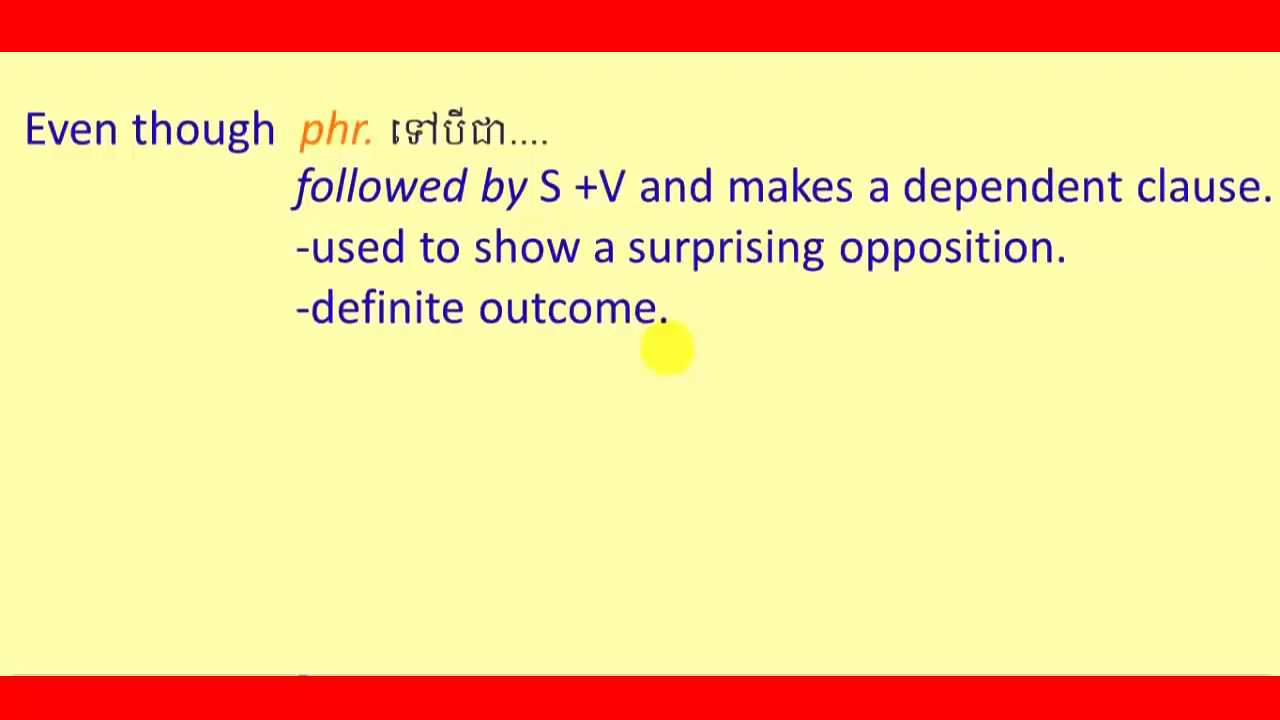 Even though phr. ទៅបីជា....
followed by S +V and makes a dependent clause.
-used to show a surprising opposition.
-definite outcome.